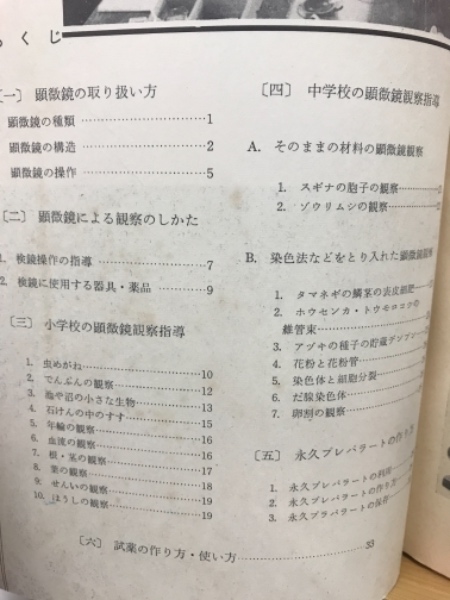 もくじ
〔一〕 顕微鏡の取り扱い方
顕微鏡の種類 ……………………1
顕微鏡の構造 ……………………2
顕微鏡の操作 ……………………5
〔二〕 顕微鏡による観察のしかた
1. 検鏡操作の指導 ……………………7
2. 検鏡に使用する器具・薬品 ……………9
〔三〕 小学校の顕微鏡観察指導
1. 虫めがね……………………10
2. でんぷんの観察……………………12
3. 池や沼の小さな生物……………………13
4. 石けんの中のすす……………………15
5. 年輪の観察……………………16
6. 血流の観察……………………16
7. 根・茎の観察……………………17
8. 葉の観察……………………18
9. せんいの観察……………………19
10. ほうしの観察……………………19
〔四〕 中学校の顕微鏡観察指導
A. そのままの材料の顕微鏡観察
1. スギナの胞子の観察……………
2. ゾウリムシの観察……………
B. 染色法などをとり入れた顕微鏡観察
1. タマネギの鱗茎の表皮細胞……
2. ホウセンカ・トウモロコシの
維管束……………………
3. アズキの種子の貯蔵デンプン……
4. 花粉と花粉管……………………
5. 染色体と細胞分裂……………………
6. だ腺染色体……………………
7. 卵割の観察……………………
〔五〕 永久プレパラートの作り方
1. 永久プレパラートの利用……
2. 永久プレパラートの作り方……
3. 永久プラパラートの保存……
〔六〕 試薬の作り方・使い方……………………33